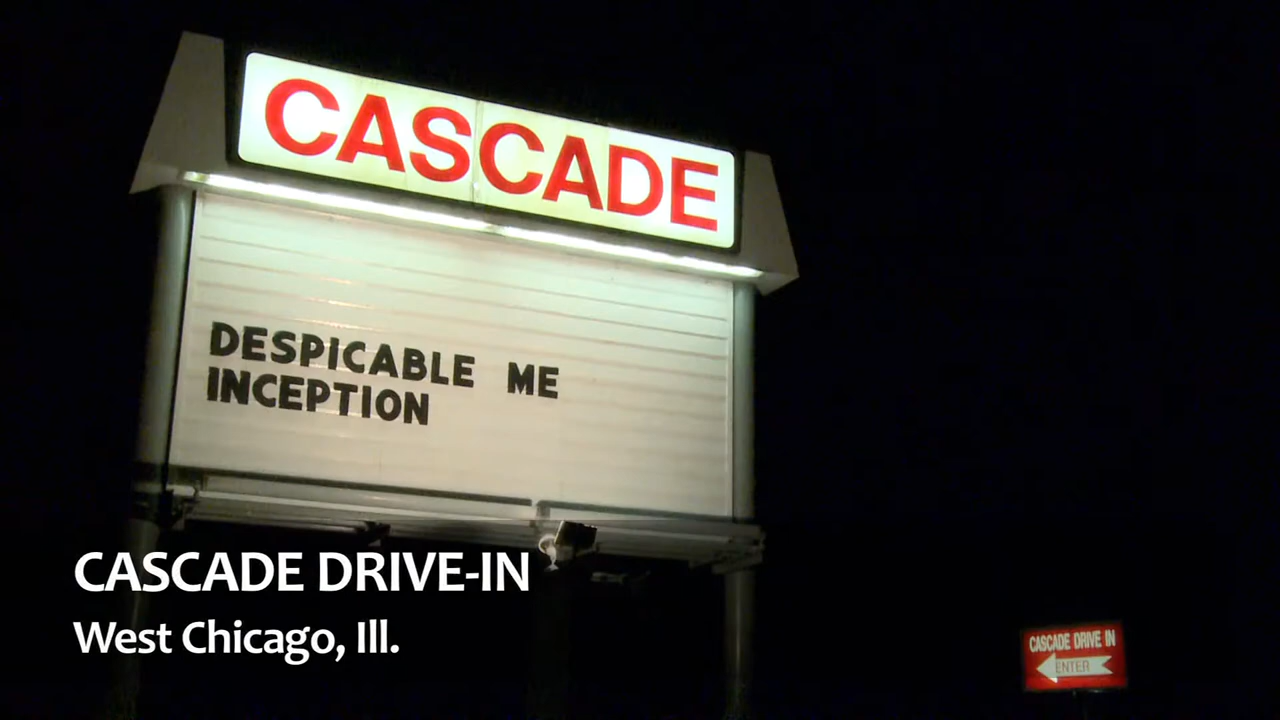 CASCADE
DESPICABLE ME
INCEPTION
CASCADE DRIVE-IN
West Chicago, Ill.
CASCADE DRIVE IN
ENTER